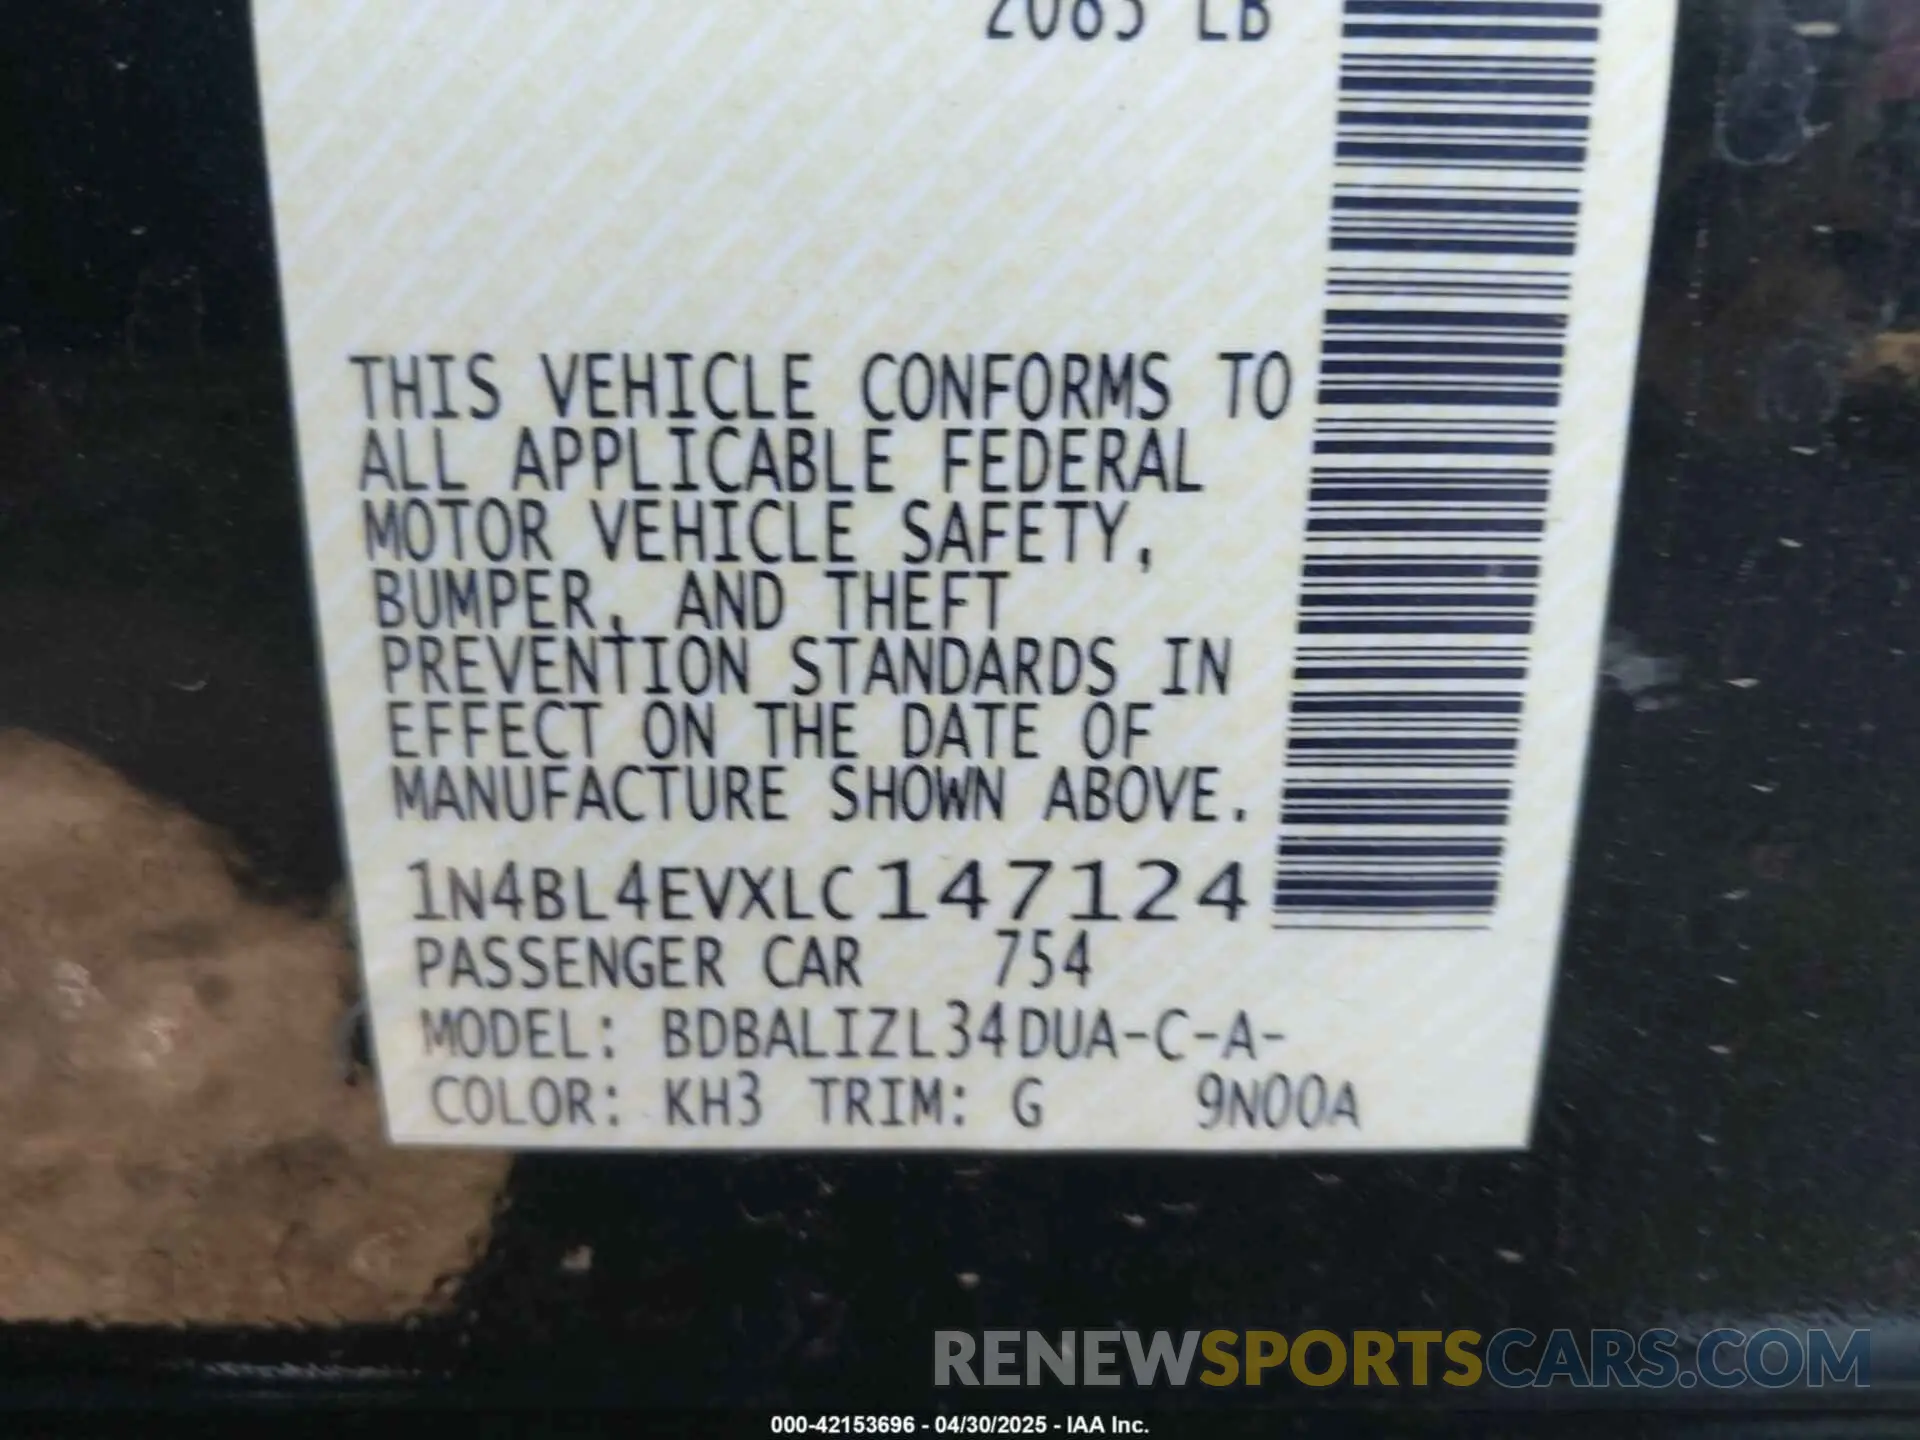 2083 LB
THIS VEHICLE CONFORMS TO
ALL APPLICABLE FEDERAL
MOTOR VEHICLE SAFETY,
BUMPER, AND THEFT
PREVENTION STANDARDS IN
EFFECT ON THE DATE OF
MANUFACTURE SHOWN ABOVE.
1N4BL4EVXLC147124
PASSENGER CAR 754
MODEL: BDBALIZL34DUA-C-A-
COLOR: KH3 TRIM: G 9N00A
RENEWSPORTSCARS.COM
000-42153696 - 04/30/2025 - IAA Inc.